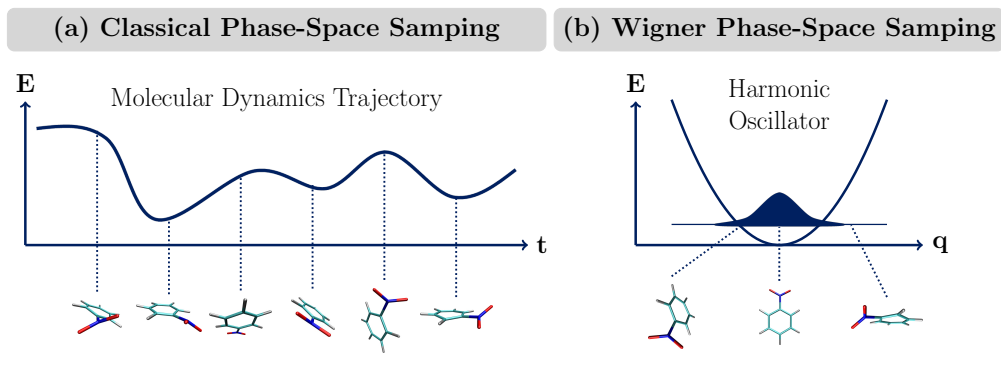 (a) Classical Phase-Space Samping
(b) Wigner Phase-Space Samping
E
Molecular Dynamics Trajectory
t
E
Harmonic
Oscillator
q